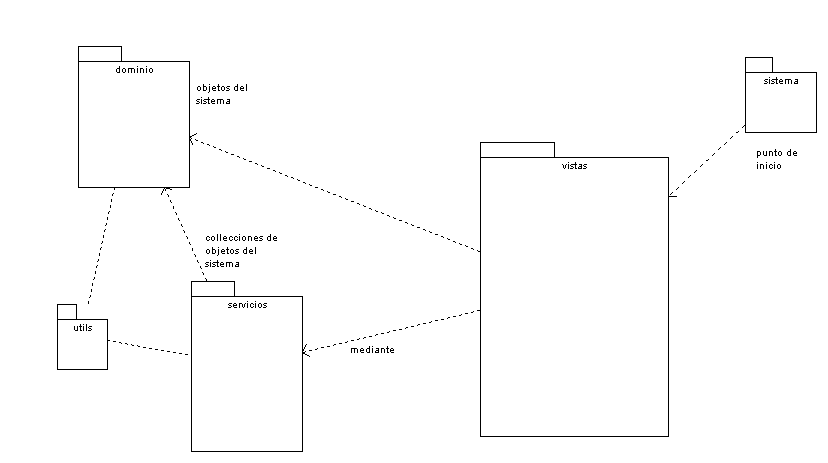 dominio
objetos del
sistema
sistema
punto de
inicio
vistas
collecciones de
objetos del
sistema
servicios
utils
mediante